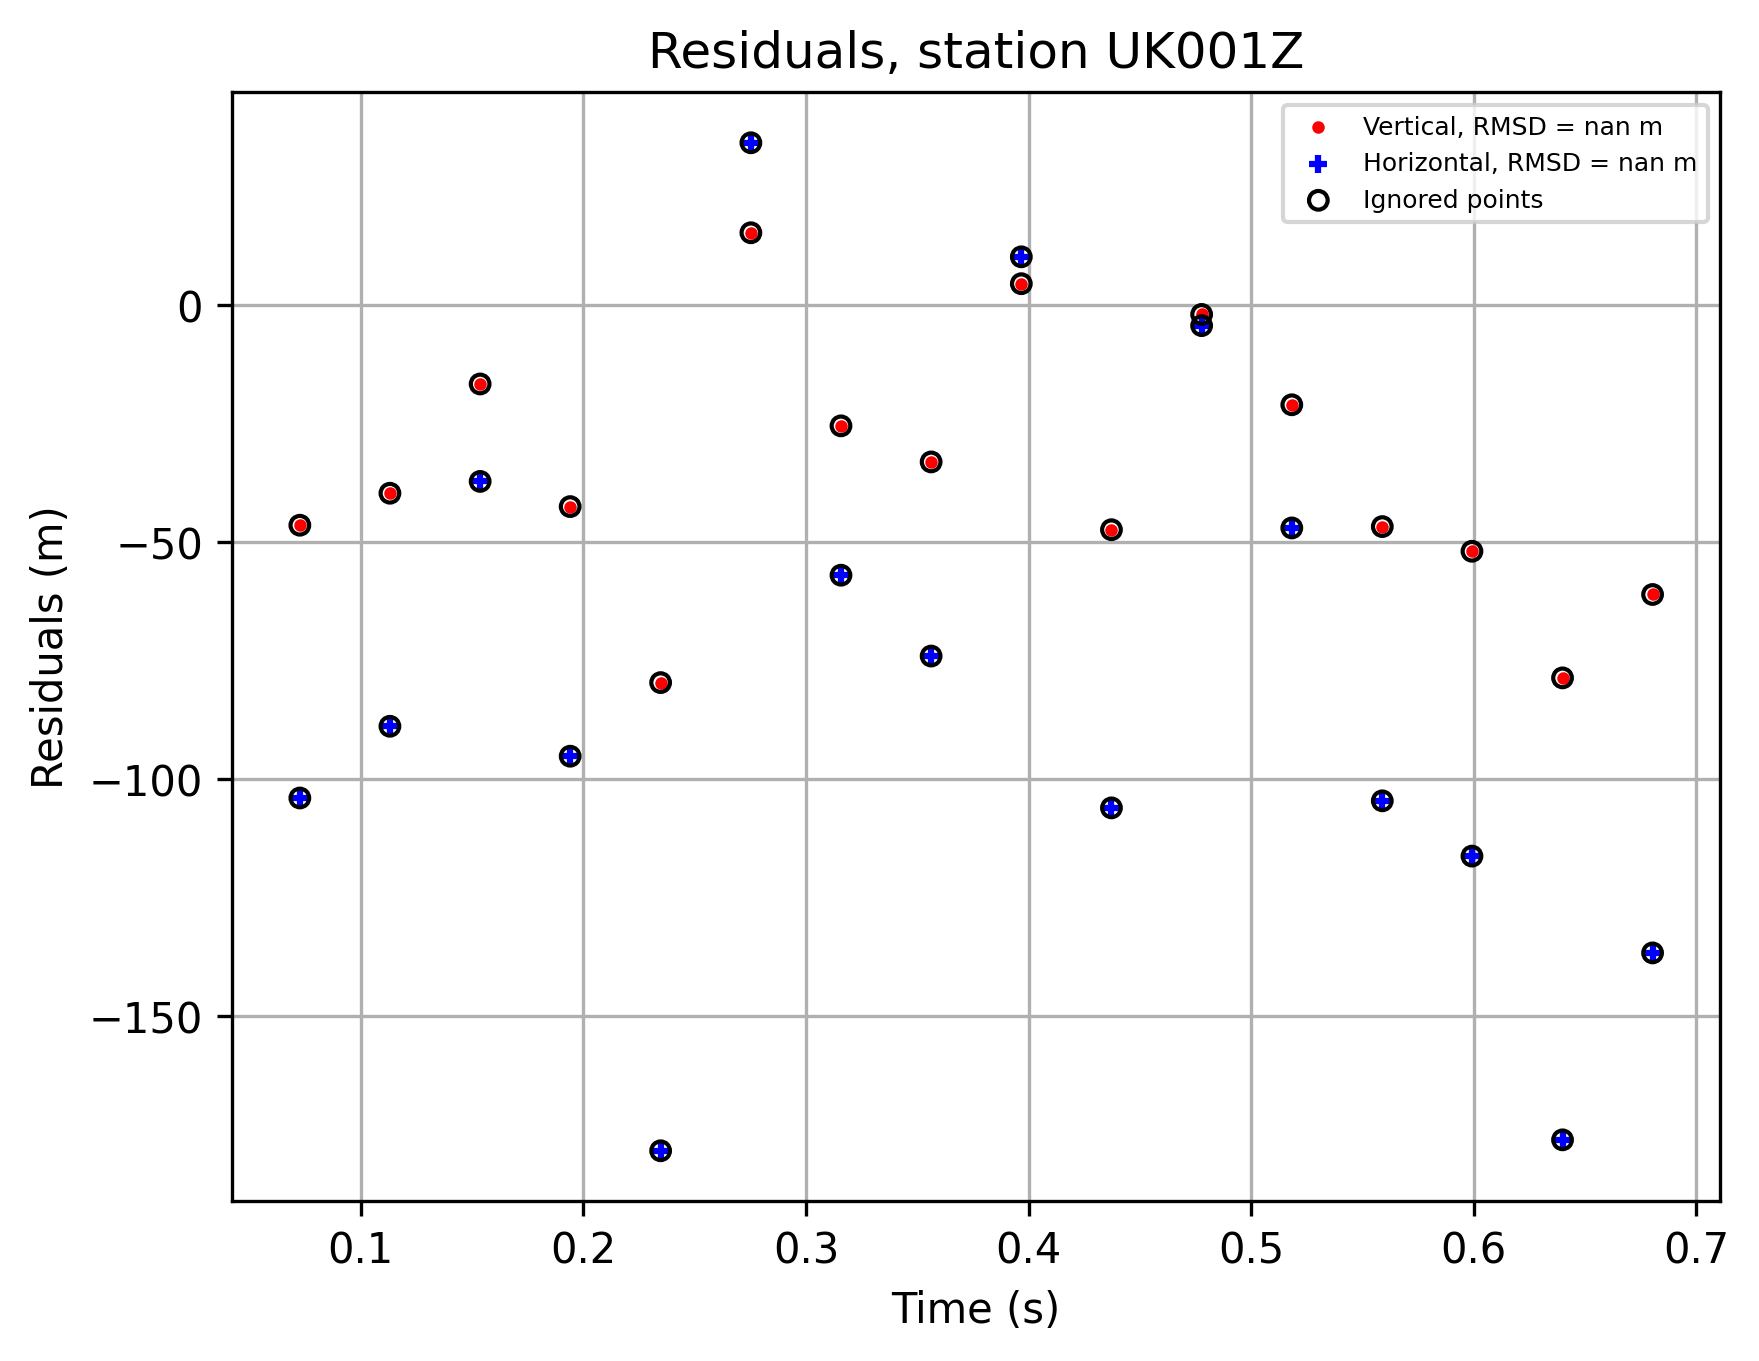 Residuals, station UK001Z
Vertical, RMSD = nan m
Horizontal, RMSD = nan m
Ignored points
0
−50
−100
−150
Residuals (m)
0.1 0.2 0.3 0.4 0.5 0.6 0.7
Time (s)